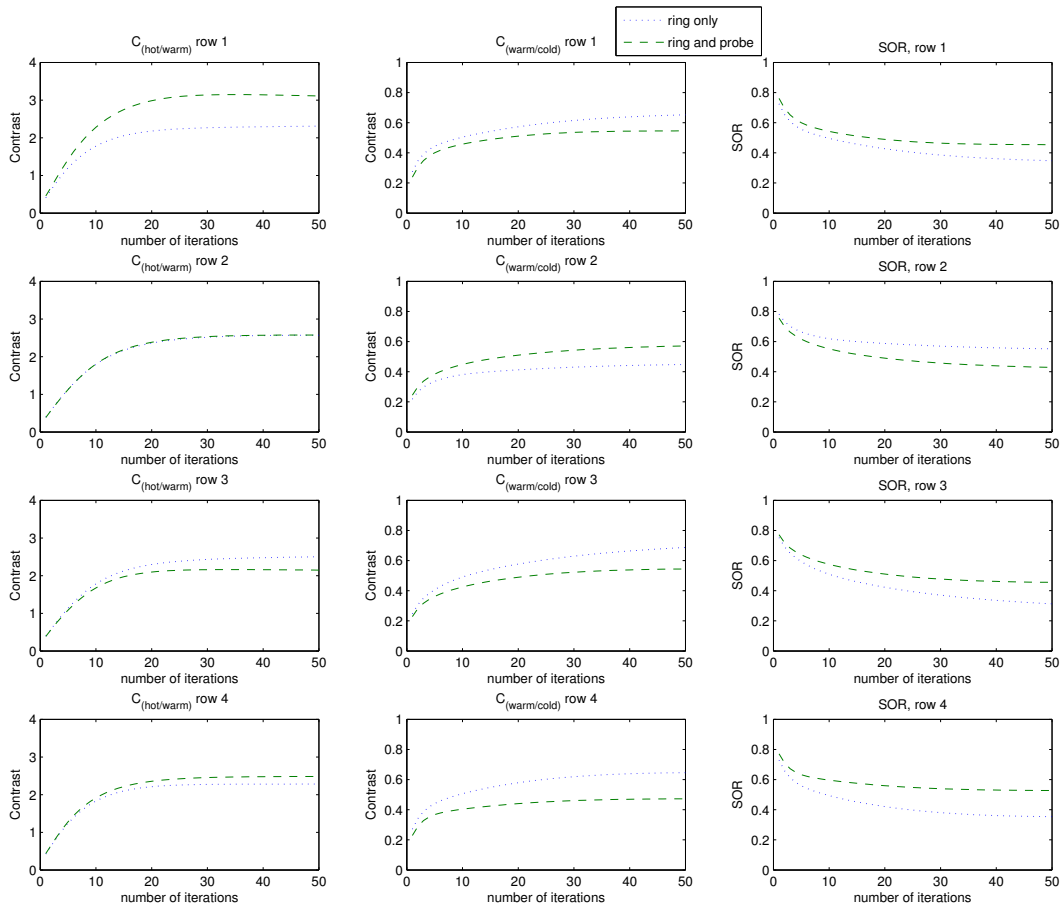 ring only
ring and probe
C(hot/warm) row 1
4
3
2
1
0
Contrast
0 10 20 30 40 50
number of iterations
C(warm/cold) row 1
1
0.8
0.6
0.4
0.2
0
Contrast
0 10 20 30 40 50
number of iterations
SOR, row 1
1
0.8
0.6
0.4
0.2
0
SOR
0 10 20 30 40 50
number of iterations
C(hot/warm) row 2
4
3
2
1
0
Contrast
0 10 20 30 40 50
number of iterations
C(warm/cold) row 2
1
0.8
0.6
0.4
0.2
0
Contrast
0 10 20 30 40 50
number of iterations
SOR, row 2
1
0.8
0.6
0.4
0.2
0
SOR
0 10 20 30 40 50
number of iterations
C(hot/warm) row 3
4
3
2
1
0
Contrast
0 10 20 30 40 50
number of iterations
C(warm/cold) row 3
1
0.8
0.6
0.4
0.2
0
Contrast
0 10 20 30 40 50
number of iterations
SOR, row 3
1
0.8
0.6
0.4
0.2
0
SOR
0 10 20 30 40 50
number of iterations
C(hot/warm) row 4
4
3
2
1
0
Contrast
0 10 20 30 40 50
number of iterations
C(warm/cold) row 4
1
0.8
0.6
0.4
0.2
0
Contrast
0 10 20 30 40 50
number of iterations
SOR, row 4
1
0.8
0.6
0.4
0.2
0
SOR
0 10 20 30 40 50
number of iterations